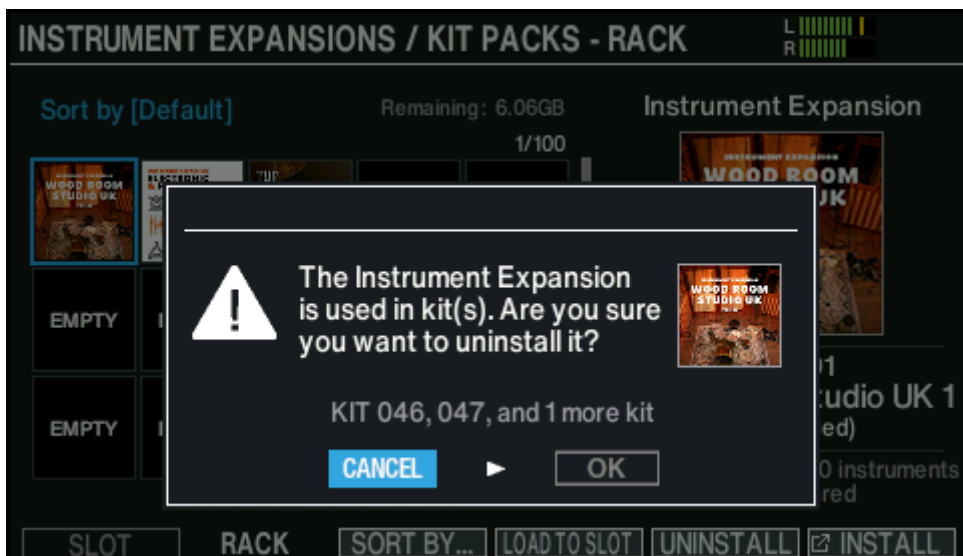 INSTRUMENT EXPANSIONS / KIT PACKS - RACK
L
R
Sort by [Default]
Remaining: 6.06GB
Instrument Expansion
1/100
WOOD ROOM
STUDIO UK
ELECTRONIC
WOOD ROOM
UK
The Instrument Expansion
is used in kit(s). Are you sure
you want to uninstall it?
WOOD ROOM
STUDIO UK
KIT 046, 047, and 1 more kit
CANCEL
OK
EMPTY
EMPTY
udio UK 1
ed)
0 instruments
red
SLOT
RACK
SORT BY...
LOAD TO SLOT
UNINSTALL
INSTALL